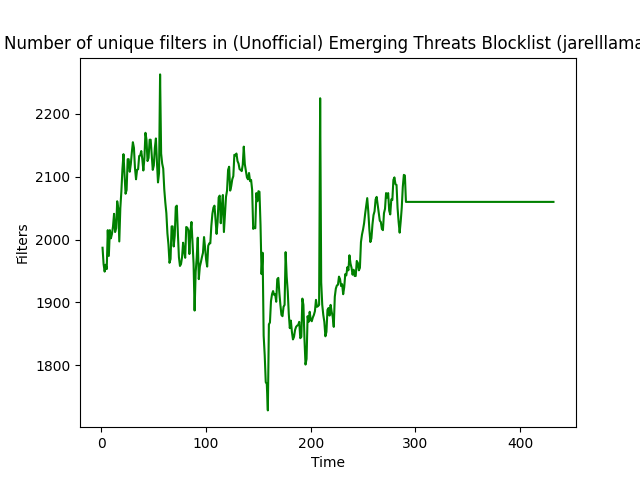 Number of unique filters in (Unofficial) Emerging Threats Blocklist (jarelllama
2200
2100
2000
1900
1800
Filters
0 100 200 300 400
Time